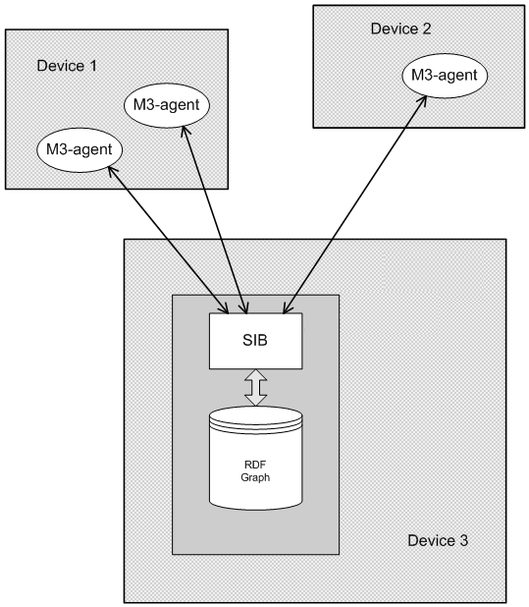 Device 1
M3-agent
M3-agent
Device 2
M3-agent
SIB
RDF
Graph
Device 3